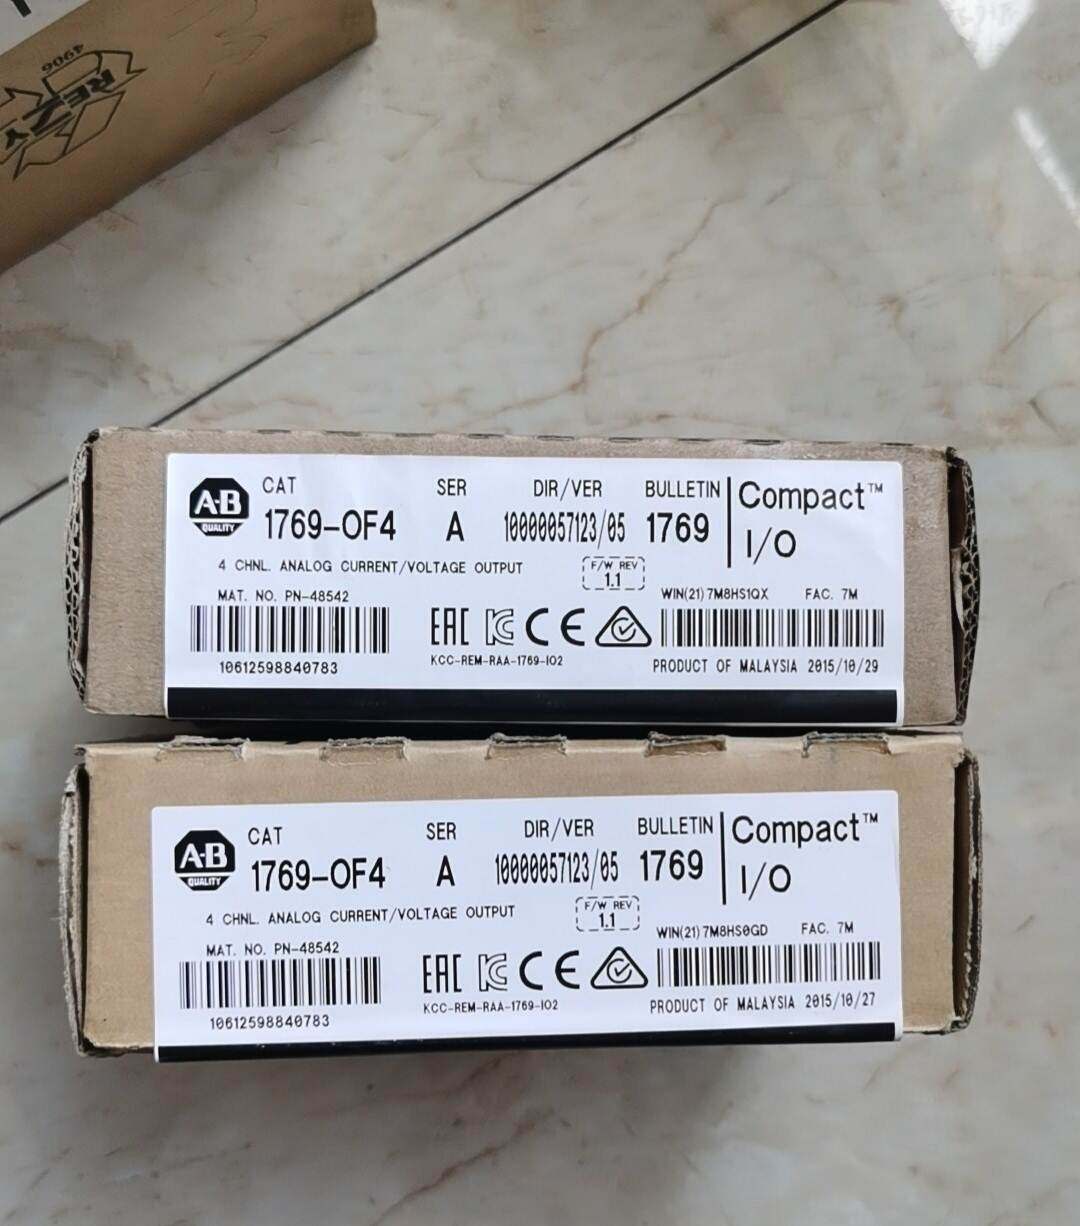 4906
REZY
A·B
QUALITY
CAT
1769-OF4
SER
A
DIR/VER
10000057123/05
BULLETIN
1769
Compact™
I/O
4 CHNL. ANALOG CURRENT/VOLTAGE OUTPUT
F/W REV
1.1
MAT. NO. PN-48542
10612598840783
EAC KC CE
KCC-REM-RAA-1769-IO2
WIN(21) 7M8HS1QX FAC. 7M
PRODUCT OF MALAYSIA 2015/10/29
A·B
QUALITY
CAT
1769-OF4
SER
A
DIR/VER
10000057123/05
BULLETIN
1769
Compact™
I/O
4 CHNL. ANALOG CURRENT/VOLTAGE OUTPUT
F/W REV
1.1
MAT. NO. PN-48542
10612598840783
EAC KC CE
KCC-REM-RAA-1769-IO2
WIN(21) 7M8HS0GD FAC. 7M
PRODUCT OF MALAYSIA 2015/10/27